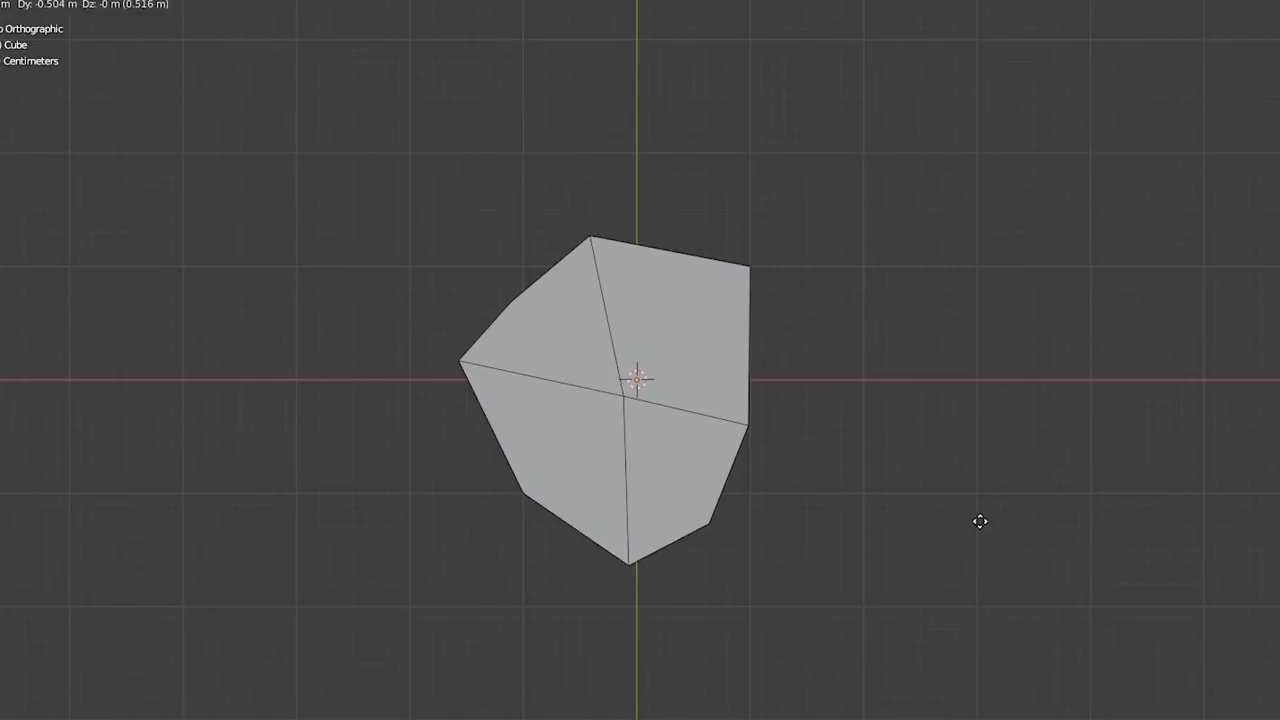 m Dy: -0.504 m Dz: -0 m (0.516 m)
Orthographic
) Cube
Centimeters